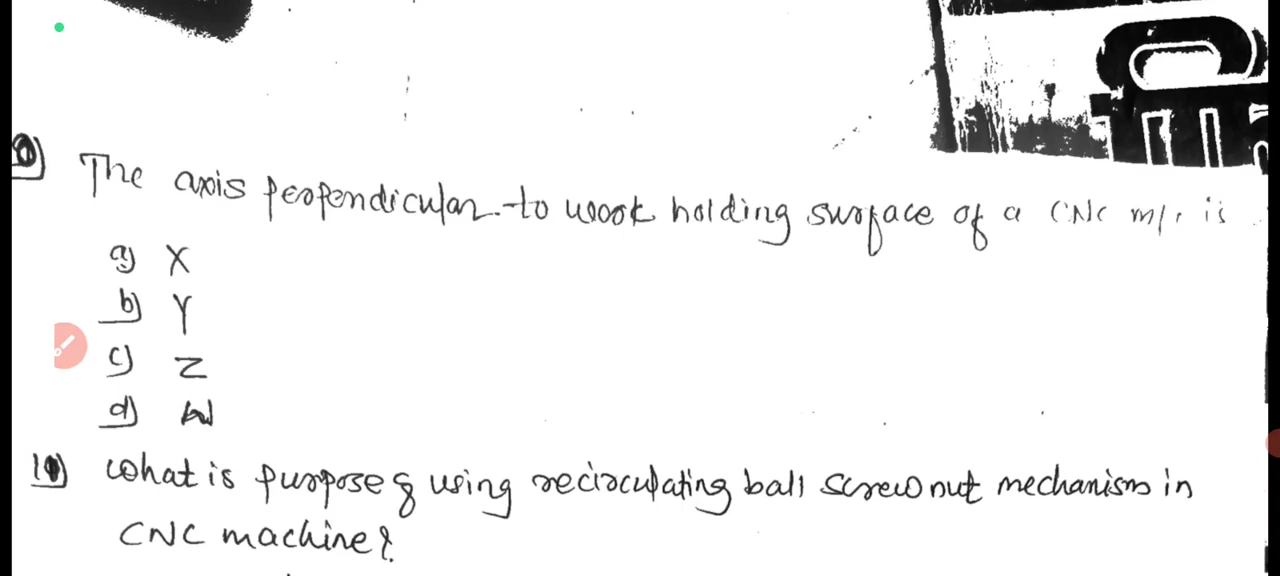 The axis perpendicular to work holding surface of a CNC m/c is
a) X
b) Y
c) Z
d) W
10) What is purpose of using recirculating ball screw nut mechanism in
CNC machine?